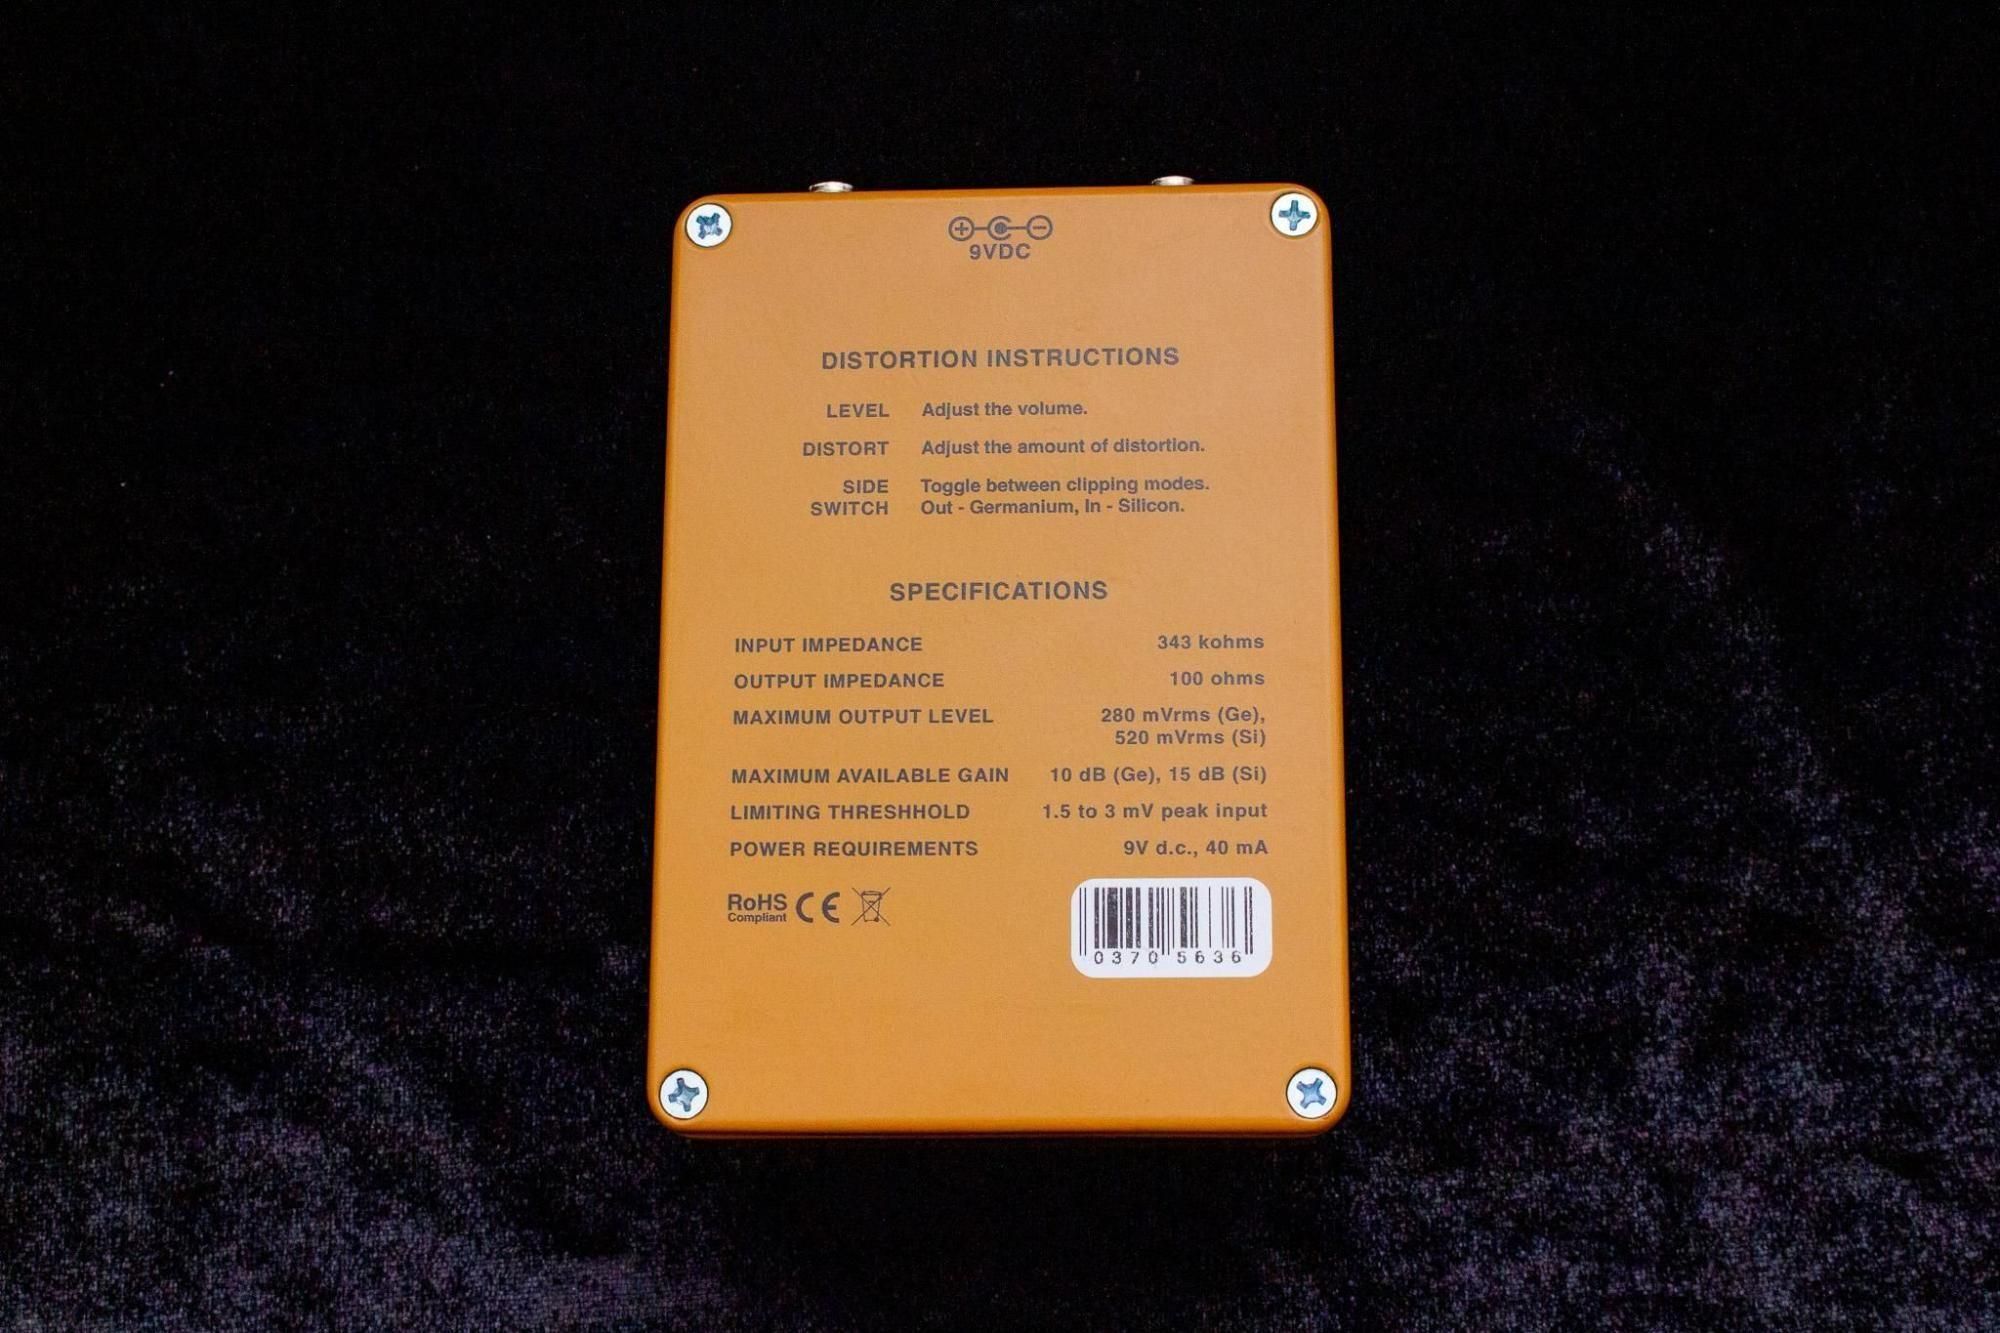 9VDC
DISTORTION INSTRUCTIONS
LEVEL Adjust the volume.
DISTORT Adjust the amount of distortion.
SIDE Toggle between clipping modes.
SWITCH Out - Germanium, In - Silicon.
SPECIFICATIONS
INPUT IMPEDANCE 343 kohms
OUTPUT IMPEDANCE 100 ohms
MAXIMUM OUTPUT LEVEL 280 mVrms (Ge),
520 mVrms (Si)
MAXIMUM AVAILABLE GAIN 10 dB (Ge), 15 dB (Si)
LIMITING THRESHHOLD 1.5 to 3 mV peak input
POWER REQUIREMENTS 9V d.c., 40 mA
RoHS CE
Compliant
0370 5636